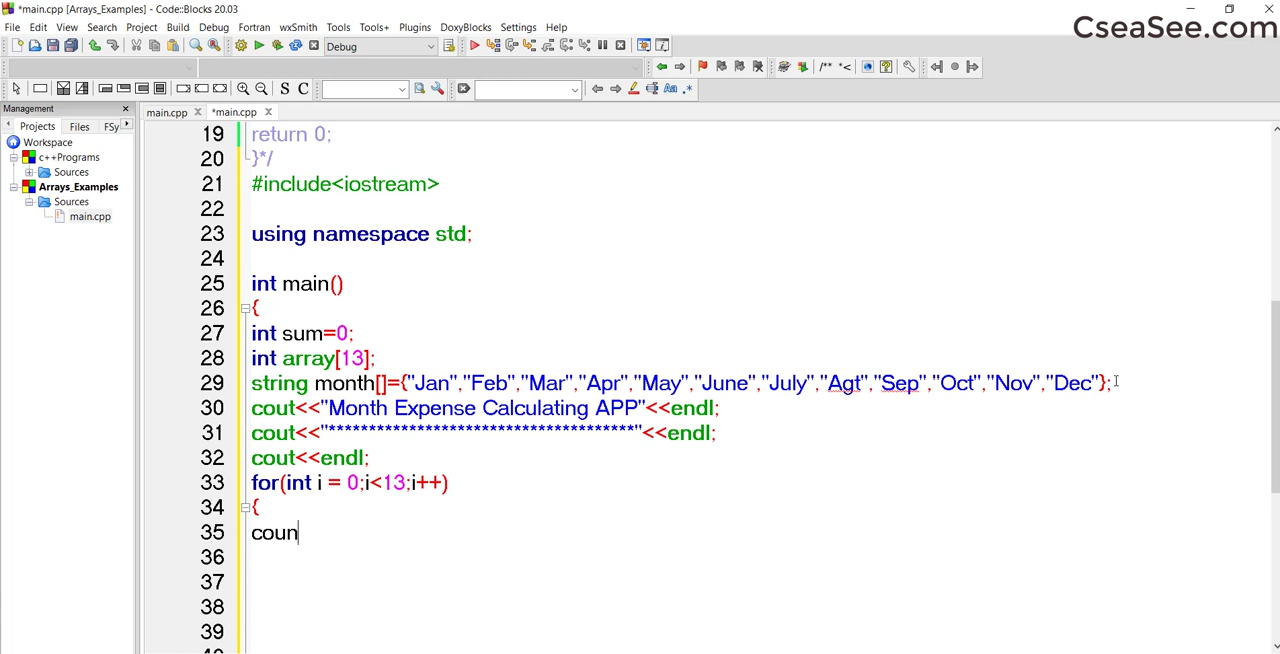 *main.cpp [Arrays_Examples] - Code::Blocks 20.03
CseaSee.com
File Edit View Search Project Build Debug Fortran wxSmith Tools Tools+ Plugins DoxyBlocks Settings Help
Debug
/** *<
S C
Aa .*
Management
main.cpp *main.cpp
Projects Files FSy
Workspace
c++Programs
Sources
Arrays_Examples
Sources
main.cpp
19 return 0;
20 }*/
21 #include<iostream>
22
23 using namespace std;
24
25 int main()
26 {
27 int sum=0;
28 int array[13];
29 string month[]={"Jan","Feb","Mar","Apr","May","June","July","Agt","Sep","Oct","Nov","Dec"};
30 cout<<"Month Expense Calculating APP"<<endl;
31 cout<<"***************************************"<<endl;
32 cout<<endl;
33 for(int i = 0;i<13;i++)
34 {
35 coun
36
37
38
39